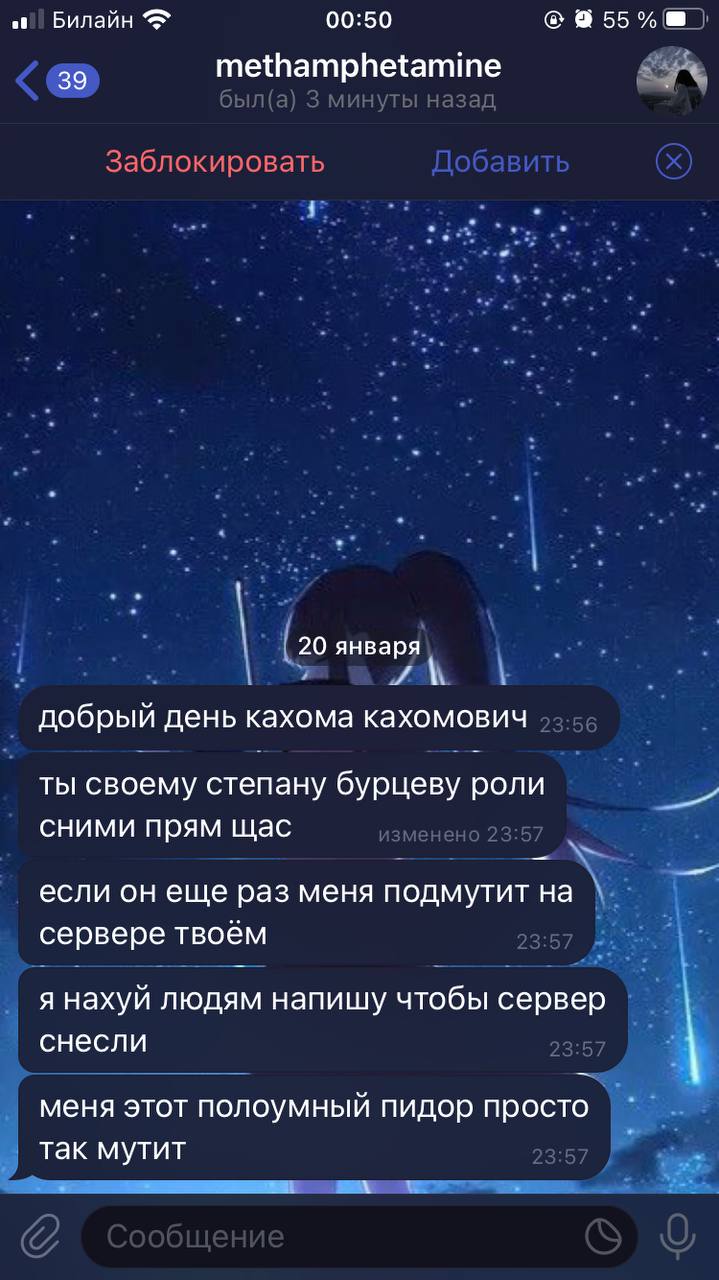 Билайн 00:50 55 %
39 methamphetamine
был(а) 3 минуты назад
Заблокировать Добавить
20 января
добрый день кахома кахомович 23:56
ты своему степану бурцеву роли
сними прям щас изменено 23:57
если он еще раз меня подмутит на
сервере твоём 23:57
я нахуй людям напишу чтобы сервер
снесли 23:57
меня этот полоумный пидор просто
так мутит 23:57
Сообщение